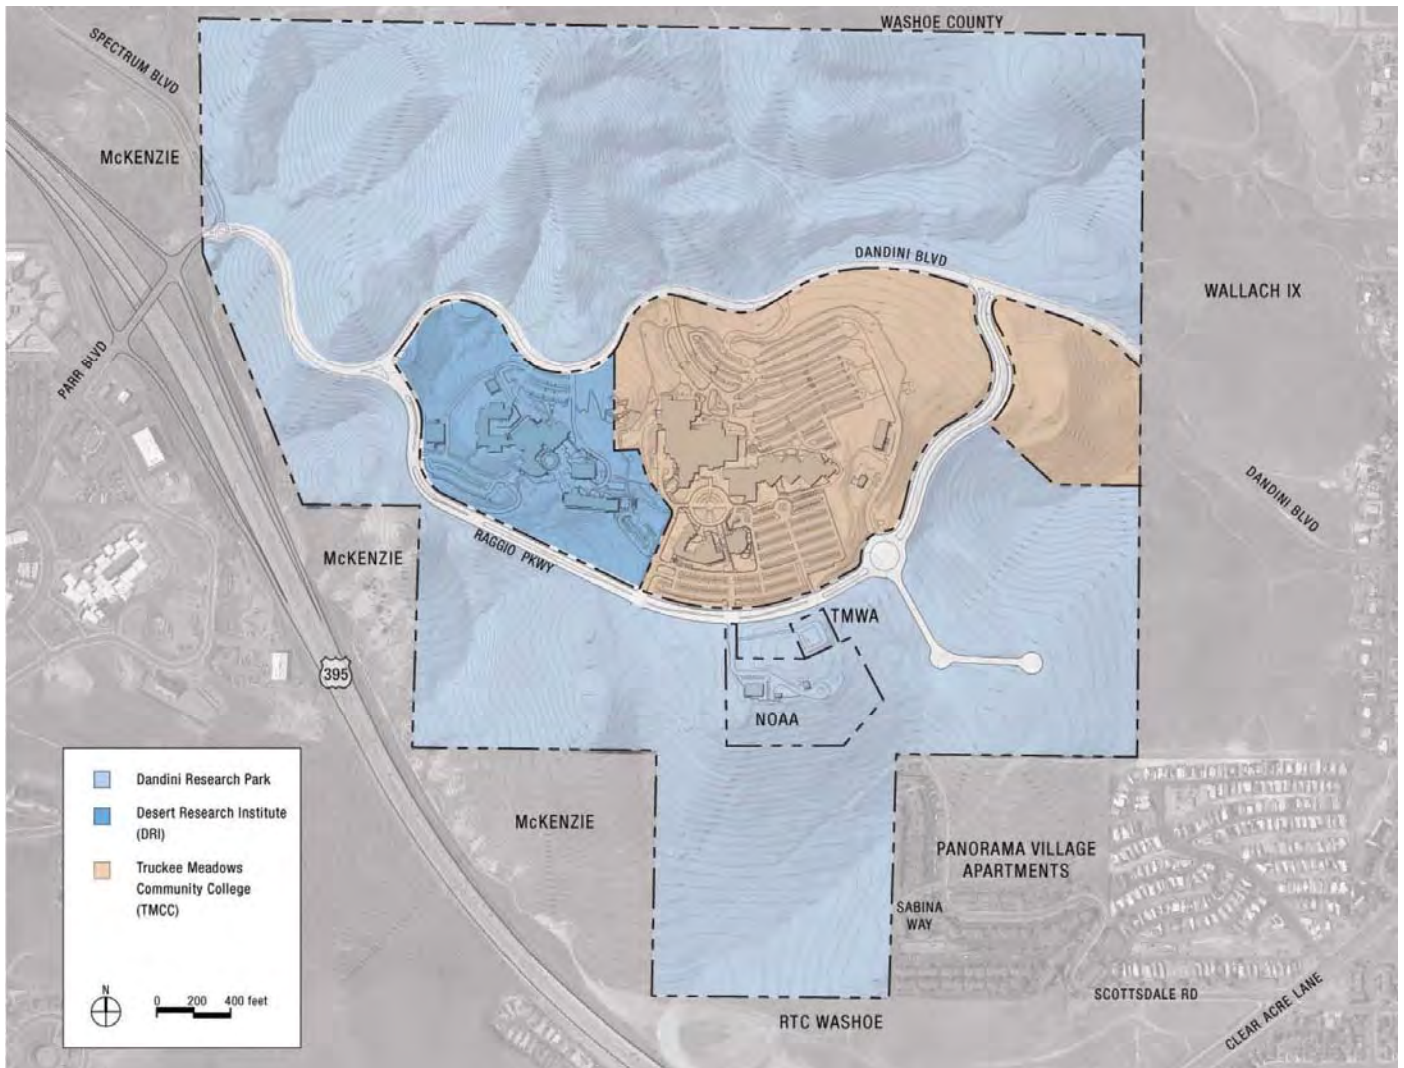 WASHOE COUNTY
SPECTRUM BLVD
McKENZIE
DANDINI BLVD
WALLACH IX
PARR BLVD
DANDINI BLVD
RAGGIO PKWY
McKENZIE
TMWA
395
NOAA
Dandini Research Park
Desert Research Institute
(DRI)
Truckee Meadows
Community College
(TMCC)
N
0 200 400 feet
McKENZIE
PANORAMA VILLAGE
APARTMENTS
SABINA
WAY
SCOTTSDALE RD
RTC WASHOE
CLEAR ACRE LANE